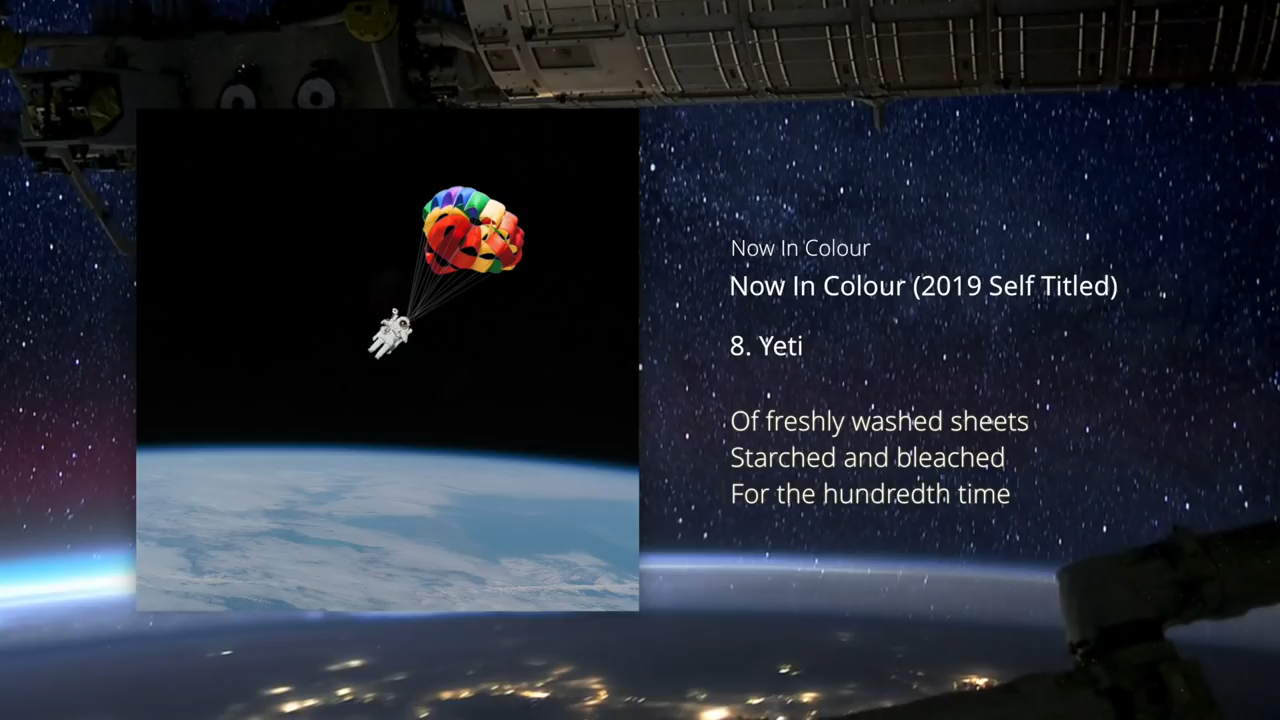 Now In Colour
Now In Colour (2019 Self Titled)
8. Yeti
Of freshly washed sheets
Starched and bleached
For the hundredth time